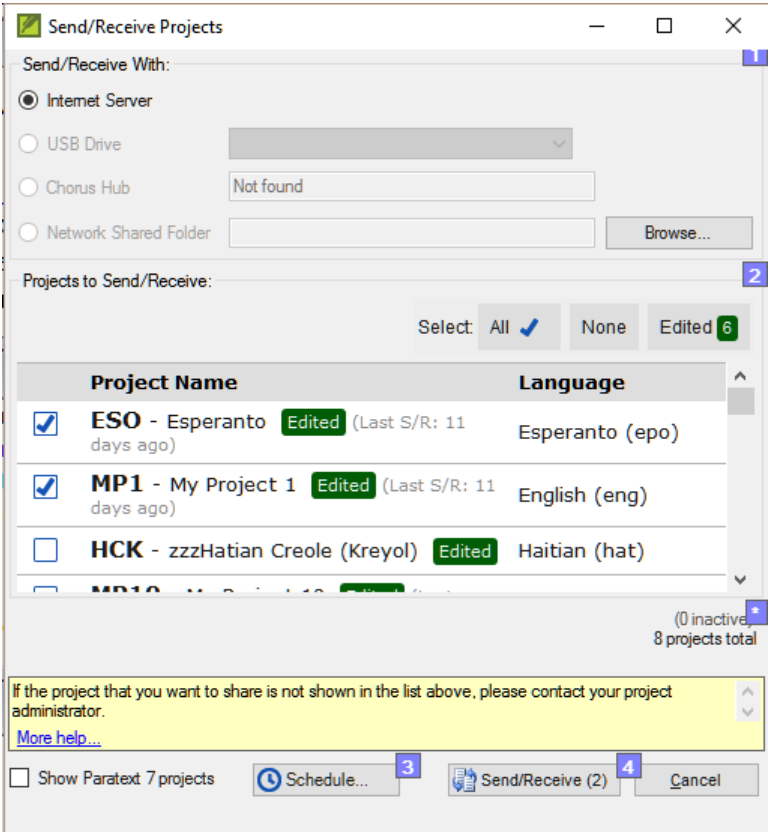 Send/Receive Projects
1
Send/Receive With:
Internet Server
USB Drive
Chorus Hub Not found
Network Shared Folder Browse...
2
Projects to Send/Receive:
Select: All None Edited 6
Project Name Language
ESO - Esperanto Edited (Last S/R: 11
days ago) Esperanto (epo)
MP1 - My Project 1 Edited (Last S/R: 11
days ago) English (eng)
HCK - zzzHatian Creole (Kreyol) Edited Haitian (hat)
MP10 - My Project 10 Edited
(0 inactive) *
8 projects total
If the project that you want to share is not shown in the list above, please contact your project
administrator.
More help...
Show Paratext 7 projects Schedule... 3 Send/Receive (2) 4 Cancel